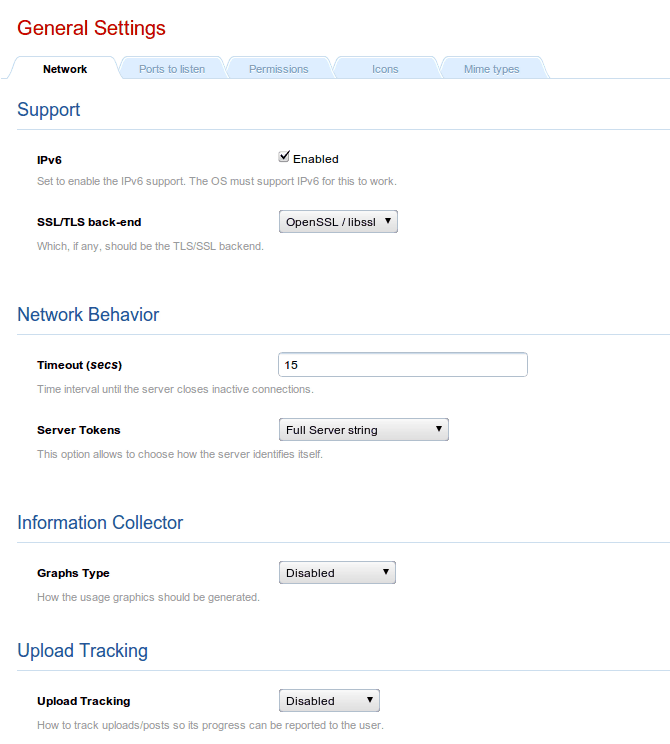 General Settings
Network Ports to listen Permissions Icons Mime types
Support
IPv6 Enabled
Set to enable the IPv6 support. The OS must support IPv6 for this to work.
SSL/TLS back-end OpenSSL / libssl
Which, if any, should be the TLS/SSL backend.
Network Behavior
Timeout (secs) 15
Time interval until the server closes inactive connections.
Server Tokens Full Server string
This option allows to choose how the server identifies itself.
Information Collector
Graphs Type Disabled
How the usage graphics should be generated.
Upload Tracking
Upload Tracking Disabled
How to track uploads/posts so its progress can be reported to the user.